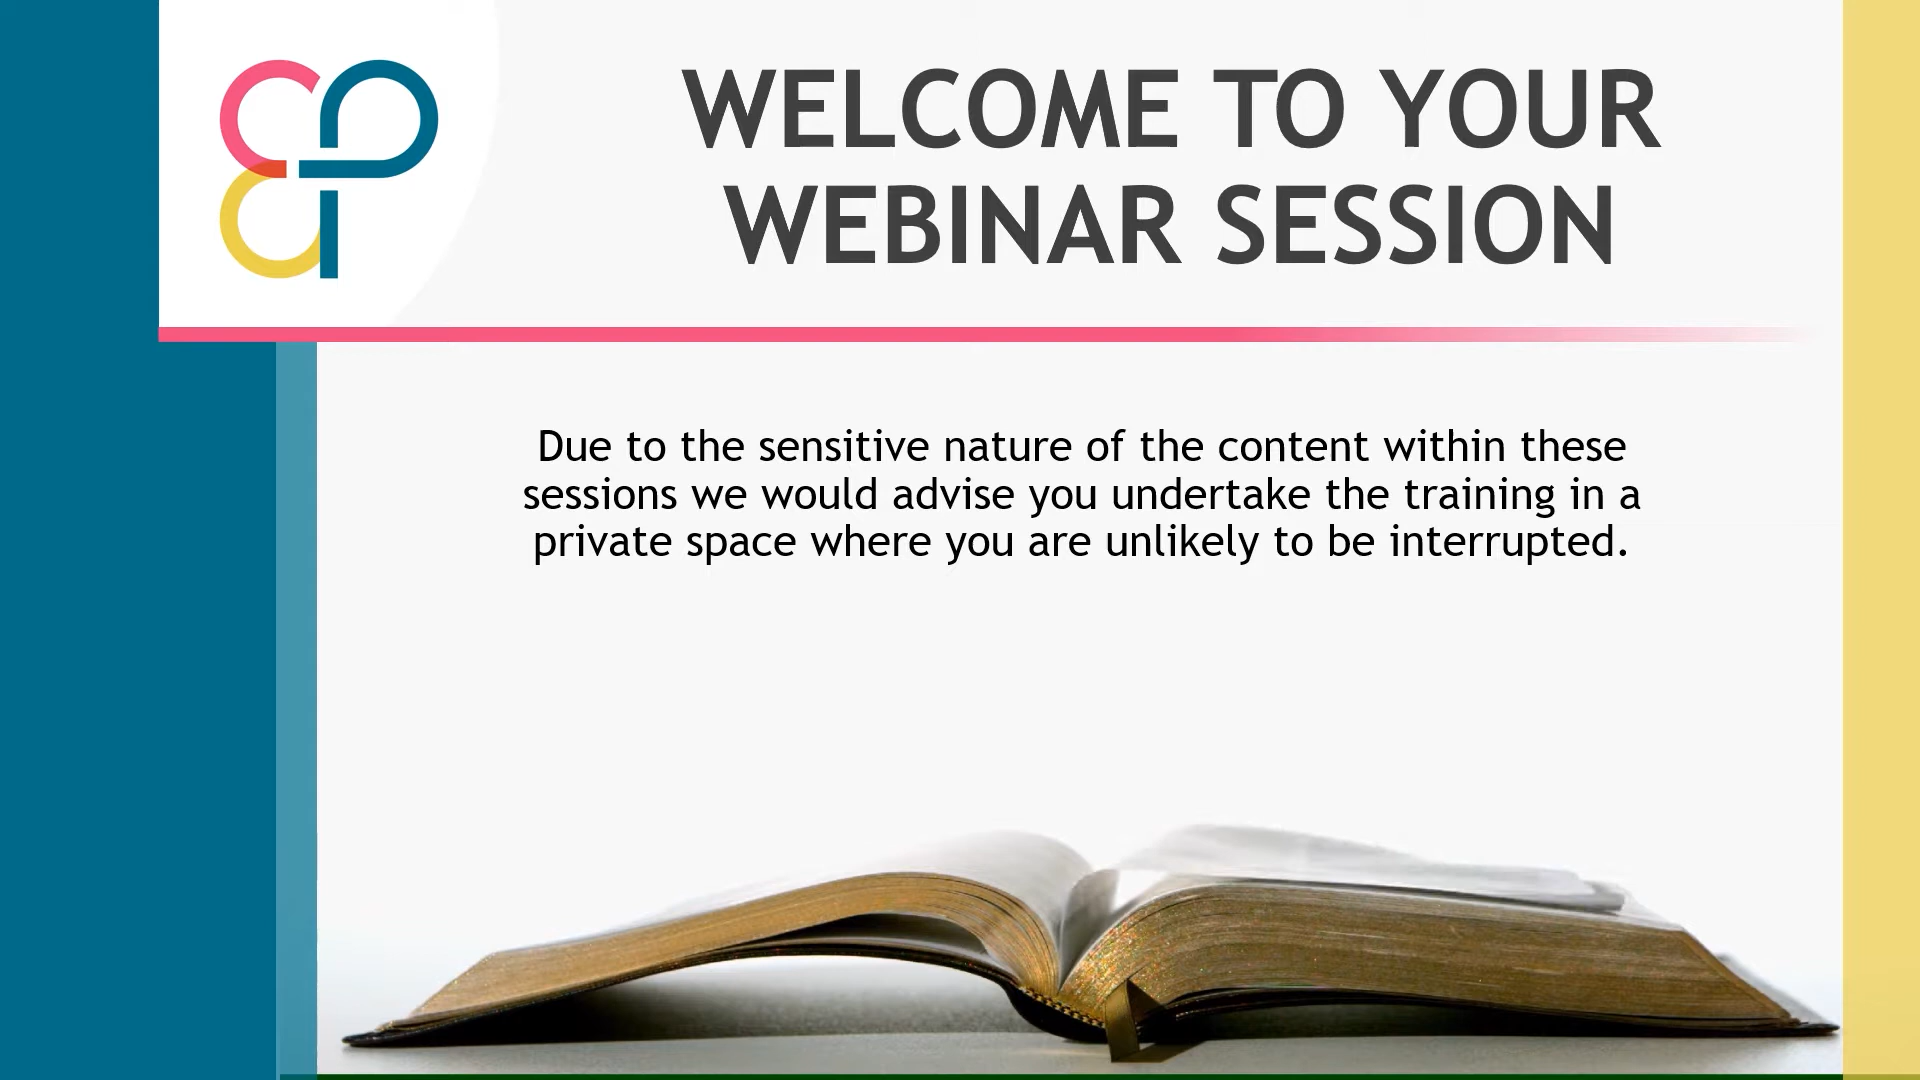 WELCOME TO YOUR
WEBINAR SESSION
Due to the sensitive nature of the content within these
sessions we would advise you undertake the training in a
private space where you are unlikely to be interrupted.